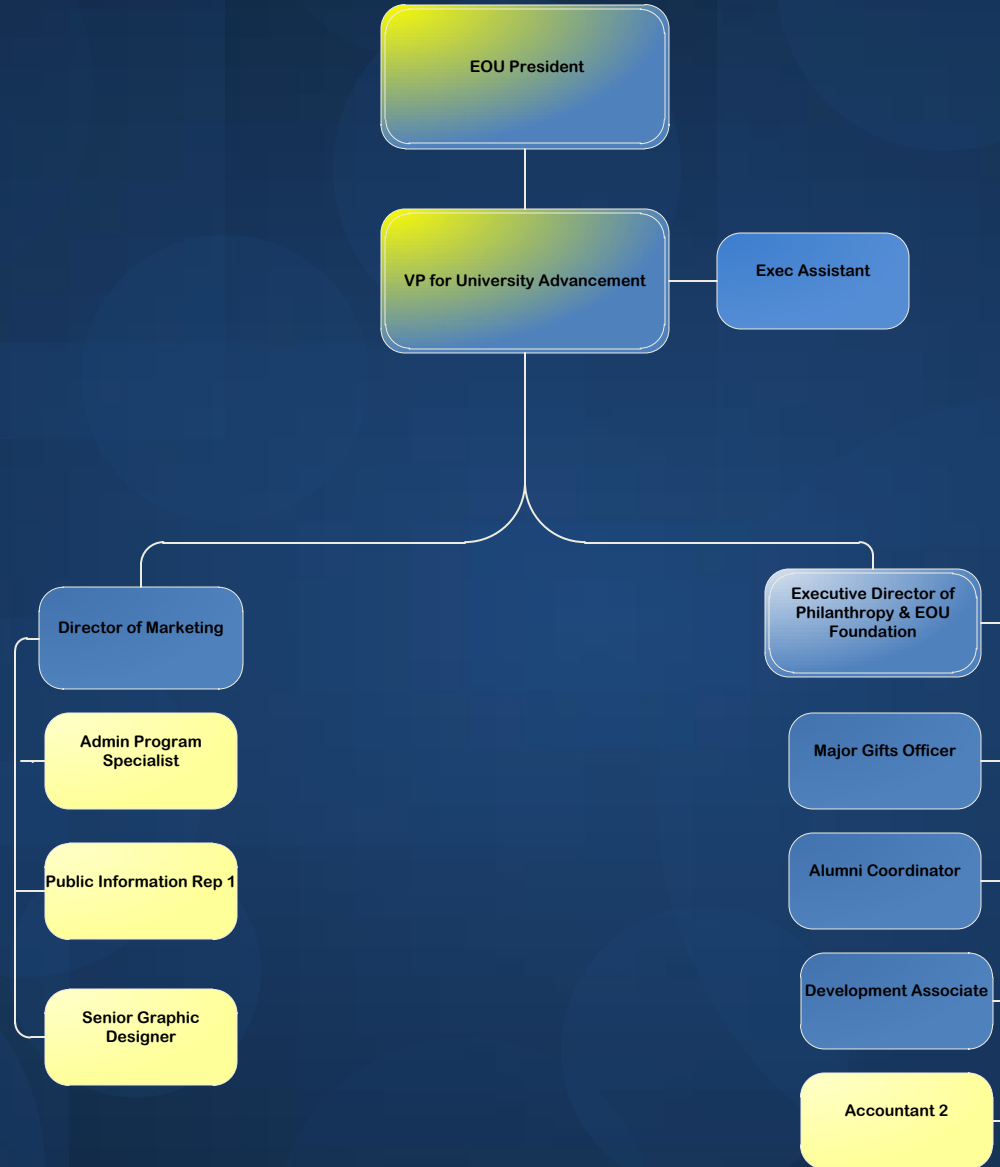 EOU President
VP for University Advancement
Exec Assistant
Director of Marketing
Admin Program
Specialist
Public Information Rep 1
Senior Graphic
Designer
Executive Director of
Philanthropy & EOU
Foundation
Major Gifts Officer
Alumni Coordinator
Development Associate
Accountant 2